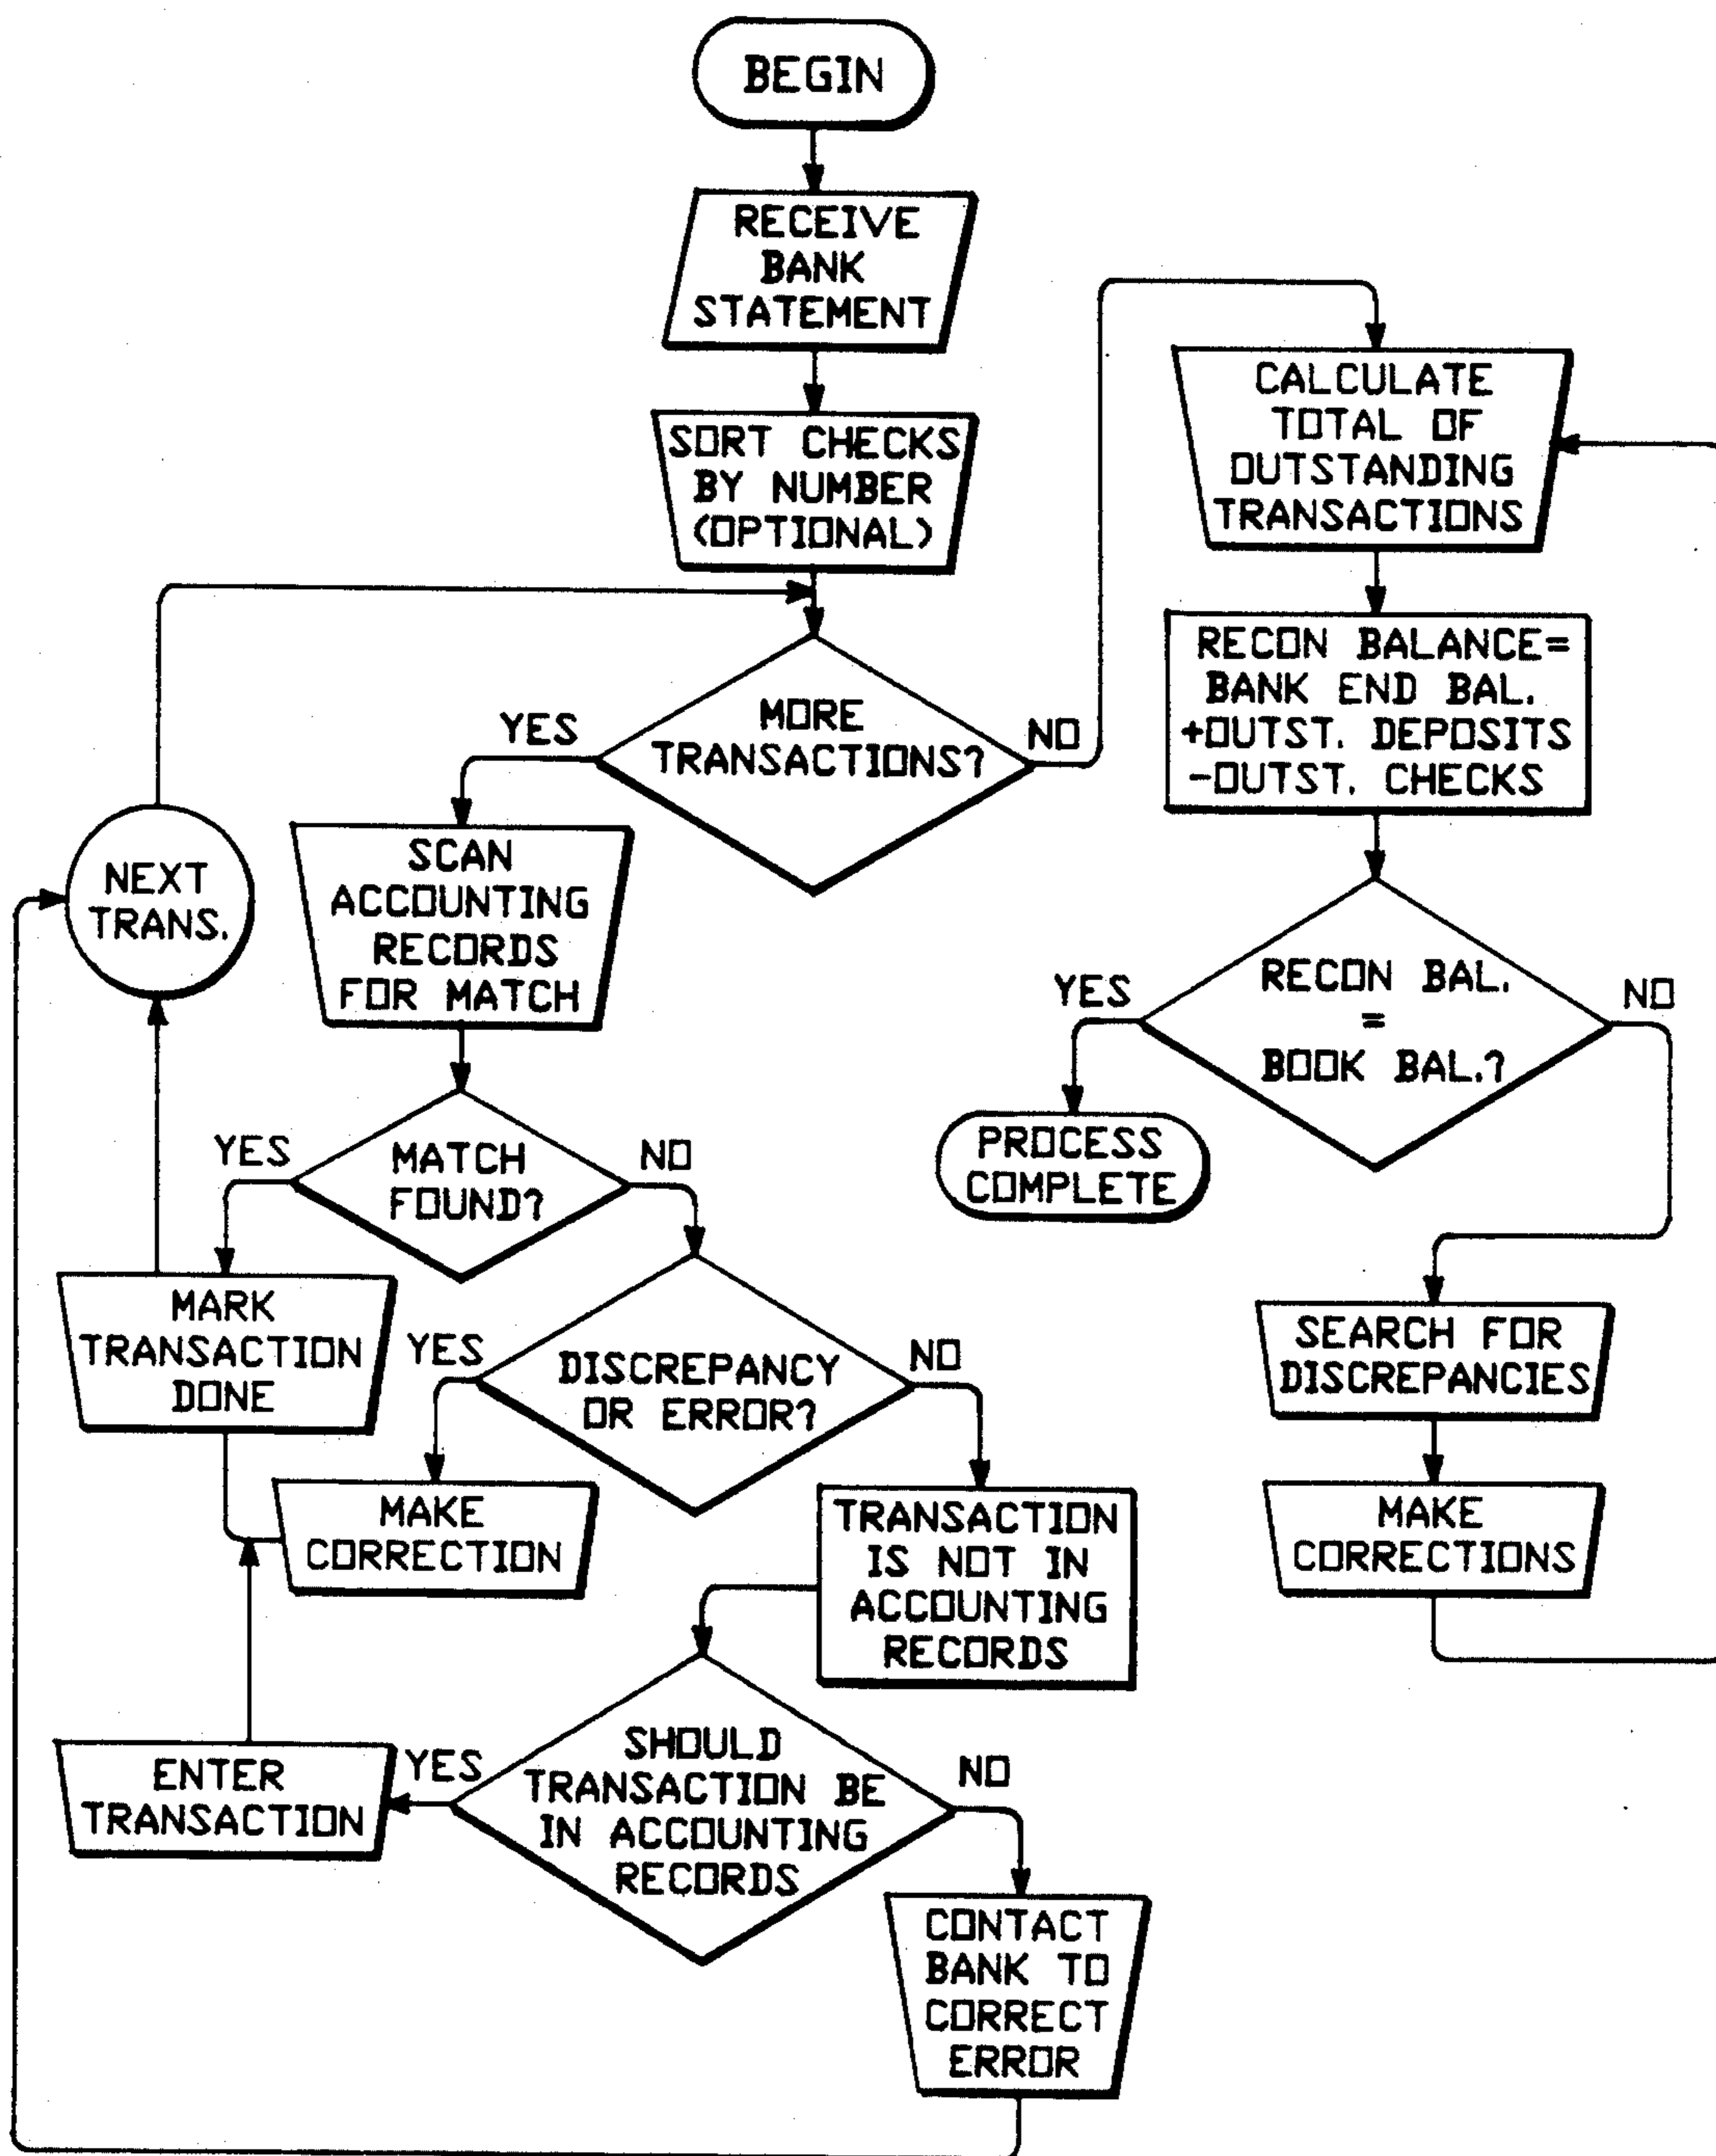 BEGIN
RECEIVE
BANK
STATEMENT
SORT CHECKS
BY NUMBER
(OPTIONAL)
MORE
TRANSACTIONS?
YES
NO
SCAN
ACCOUNTING
RECORDS
FOR MATCH
NEXT
TRANS.
MATCH
FOUND?
YES
NO
MARK
TRANSACTION
DONE
DISCREPANCY
OR ERROR?
YES
NO
MAKE
CORRECTION
TRANSACTION
IS NOT IN
ACCOUNTING
RECORDS
SHOULD
TRANSACTION BE
IN ACCOUNTING
RECORDS
YES
NO
ENTER
TRANSACTION
CONTACT
BANK TO
CORRECT
ERROR
CALCULATE
TOTAL OF
OUTSTANDING
TRANSACTIONS
RECON BALANCE=
BANK END BAL.
+OUTST. DEPOSITS
-OUTST. CHECKS
RECON BAL.
=
BOOK BAL.?
YES
NO
PROCESS
COMPLETE
SEARCH FOR
DISCREPANCIES
MAKE
CORRECTIONS